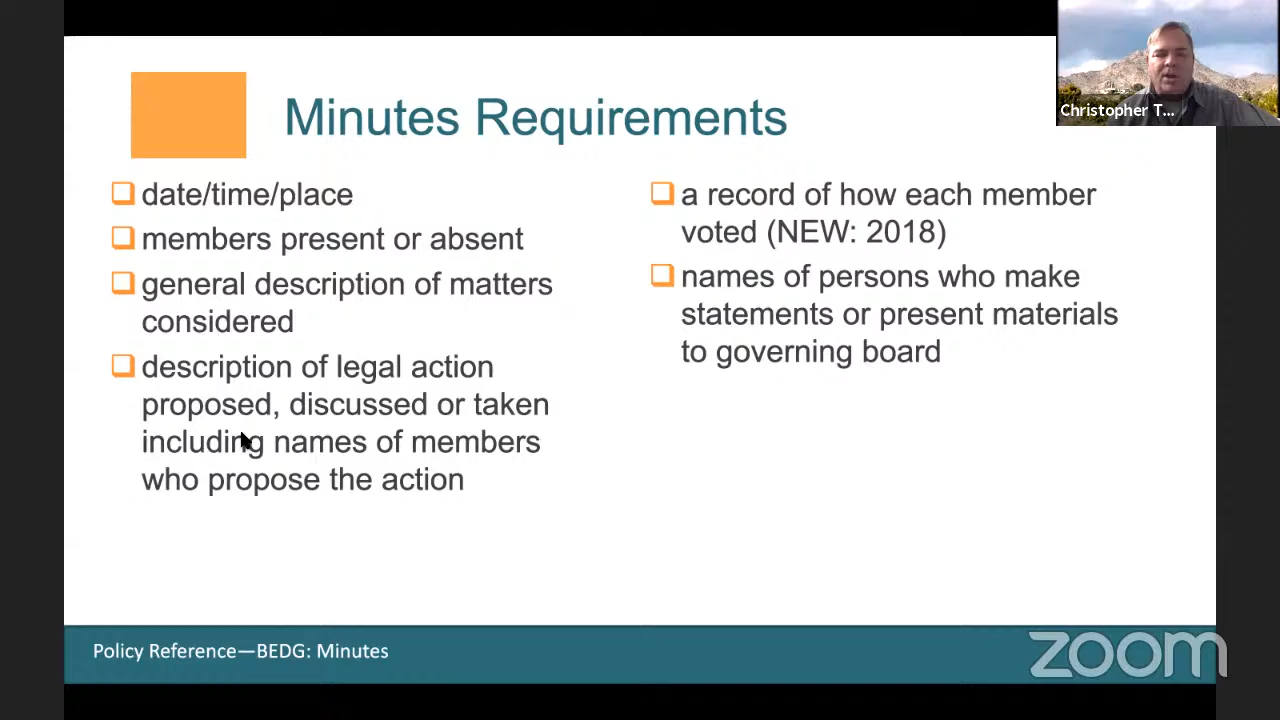 Minutes Requirements
date/time/place
members present or absent
general description of matters
considered
description of legal action
proposed, discussed or taken
including names of members
who propose the action
a record of how each member
voted (NEW: 2018)
names of persons who make
statements or present materials
to governing board
Christopher T...
Policy Reference—BEDG: Minutes
zoom